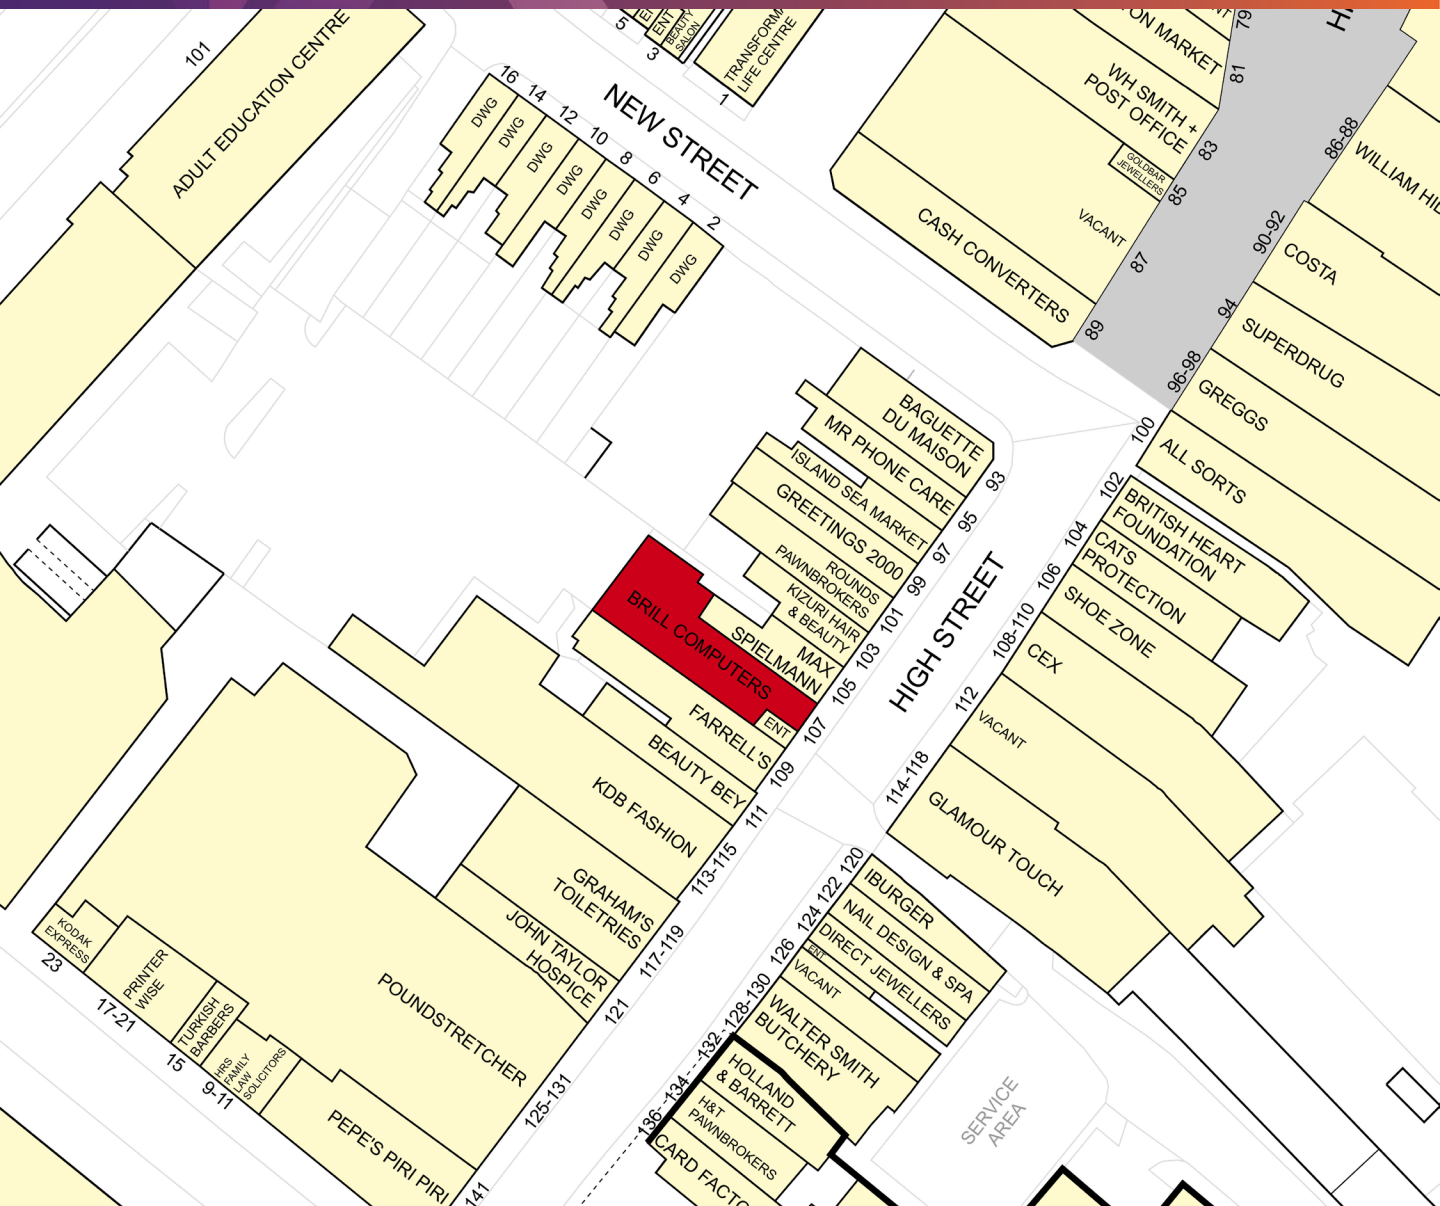 101
ADULT EDUCATION CENTRE
5
3
ENT
BEAUTY
SALON
TRANSFORM
LIFE CENTRE
1
16
14
12
10
8
6
4
2
DWG
DWG
DWG
DWG
DWG
DWG
DWG
DWG
NEW STREET
ON MARKET
WH SMITH +
POST OFFICE
GOLDBAR
JEWELLERS
VACANT
CASH CONVERTERS
79
81
83
85
87
89
86-88
90-92
94
96-98
100
102
104
106
108-110
112
114-118
WILLIAM HIL
COSTA
SUPERDRUG
GREGGS
ALL SORTS
BRITISH HEART
FOUNDATION
CATS
PROTECTION
SHOE ZONE
CEX
VACANT
GLAMOUR TOUCH
BAGUETTE
DU MAISON
MR PHONE CARE
ISLAND SEA MARKET
GREETINGS 2000
ROUNDS
PAWNBROKERS
KIZURI HAIR
& BEAUTY
MAX
SPIELMANN
BRILL COMPUTERS
ENT
FARRELL'S
BEAUTY BEY
KDB FASHION
GRAHAM'S
TOILETRIES
JOHN TAYLOR
HOSPICE
POUNDSTRETCHER
PEPE'S PIRI PIRI
93
95
97
99
101
103
105
107
109
111
113-115
117-119
121
125-131
141
HIGH STREET
KODAK
EXPRESS
PRINTER
WISE
TURKISH
BARBERS
HRS
FAMILY
LAW
SOLICITORS
23
17-21
15
9-11
120
122
124
126
128-130
132
134
136
IBURGER
NAIL DESIGN & SPA
DIRECT JEWELLERS
ENT
VACANT
WALTER SMITH
BUTCHERY
HOLLAND
& BARRETT
H&T
PAWNBROKERS
CARD FACTO
SERVICE
AREA